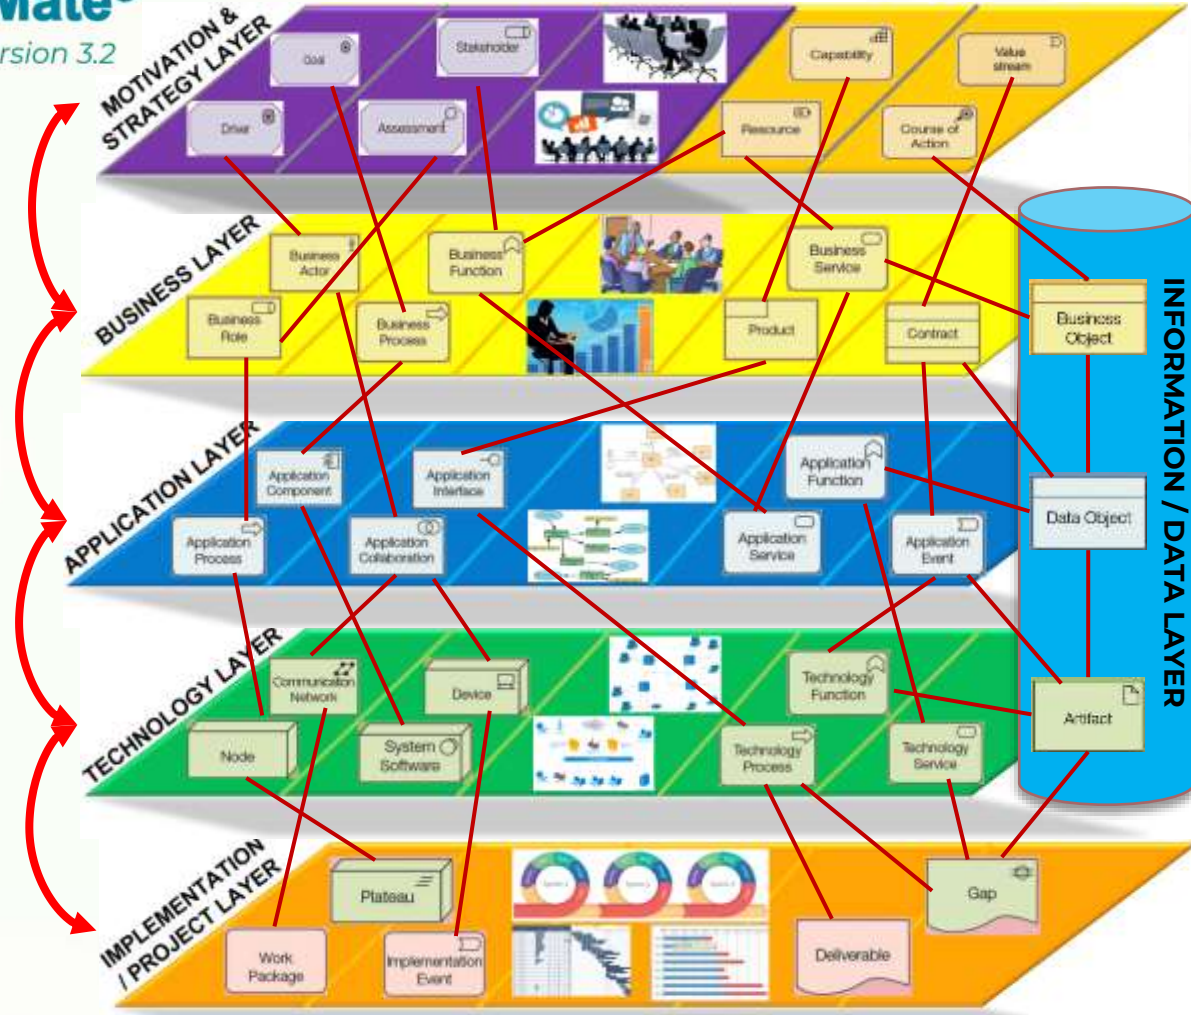 Mate®
rsion 3.2
MOTIVATION &
STRATEGY LAYER
Goal
Stakeholder
Driver
Assessment
Capability
Value
stream
Resource
Course of
Action
BUSINESS LAYER
Business
Actor
Business
Function
Business
Service
Business
Role
Business
Process
Product
Contract
Business
Object
APPLICATION LAYER
Application
Component
Application
Interface
Application
Function
Application
Process
Application
Collaboration
Application
Service
Application
Event
Data Object
TECHNOLOGY LAYER
Communication
Network
Device
Technology
Function
Node
System
Software
Technology
Process
Technology
Service
Artifact
INFORMATION / DATA LAYER
IMPLEMENTATION
/ PROJECT LAYER
Plateau
Gap
Work
Package
Implementation
Event
Deliverable